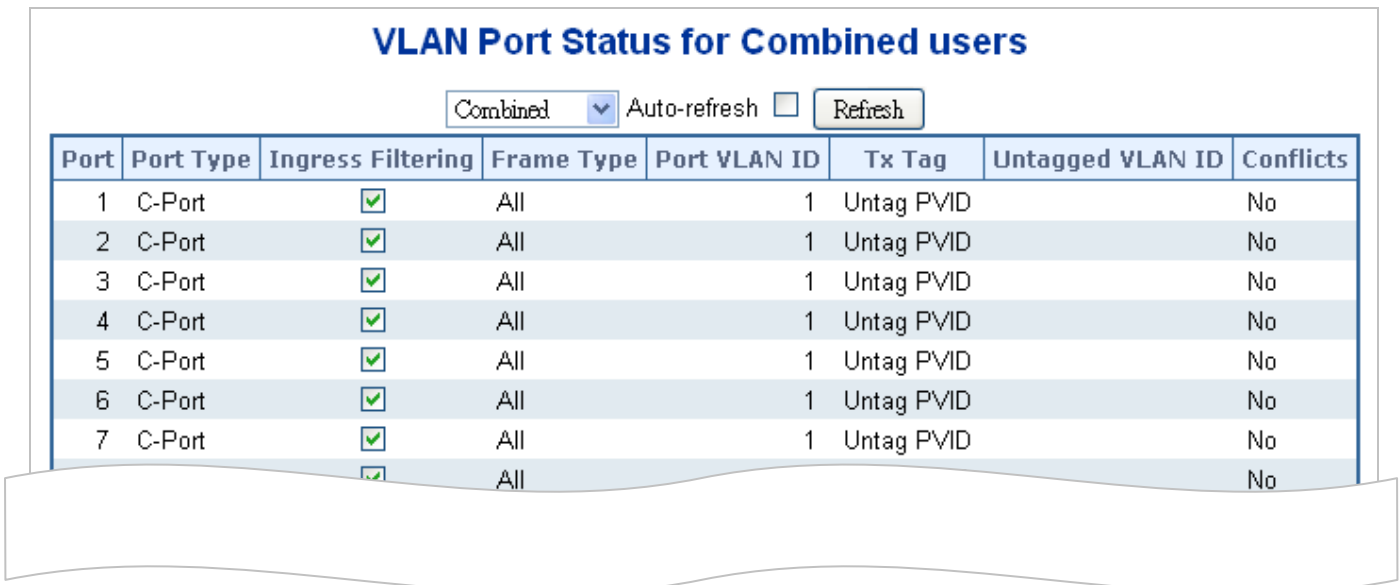 VLAN Port Status for Combined users
Combined Auto-refresh Refresh
Port Port Type Ingress Filtering Frame Type Port VLAN ID Tx Tag Untagged VLAN ID Conflicts
1 C-Port All 1 Untag PVID No
2 C-Port All 1 Untag PVID No
3 C-Port All 1 Untag PVID No
4 C-Port All 1 Untag PVID No
5 C-Port All 1 Untag PVID No
6 C-Port All 1 Untag PVID No
7 C-Port All 1 Untag PVID No
All No